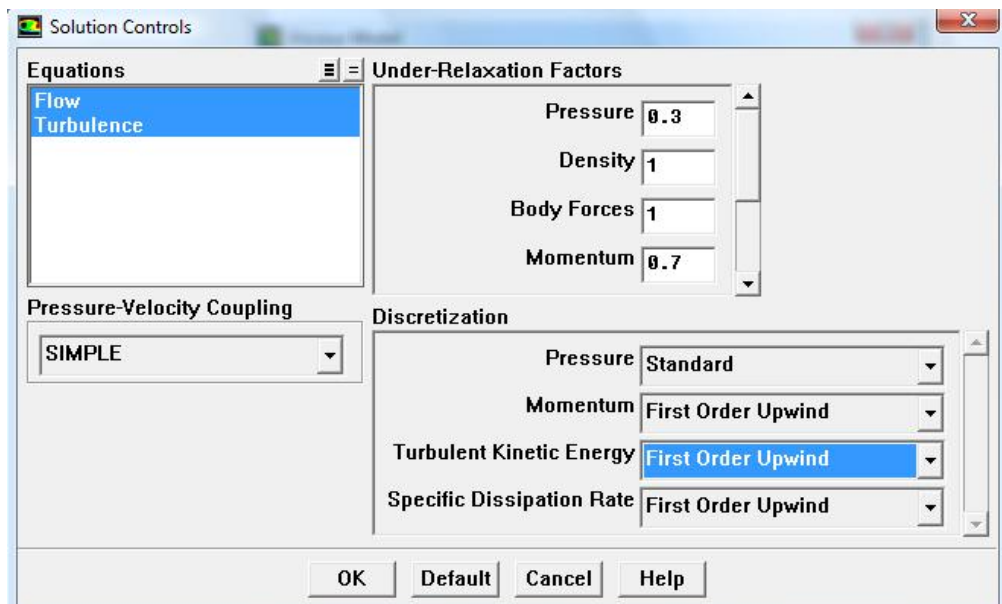 Solution Controls
Equations
Flow
Turbulence
Under-Relaxation Factors
Pressure 0.3
Density 1
Body Forces 1
Momentum 0.7
Pressure-Velocity Coupling
SIMPLE
Discretization
Pressure Standard
Momentum First Order Upwind
Turbulent Kinetic Energy First Order Upwind
Specific Dissipation Rate First Order Upwind
OK Default Cancel Help